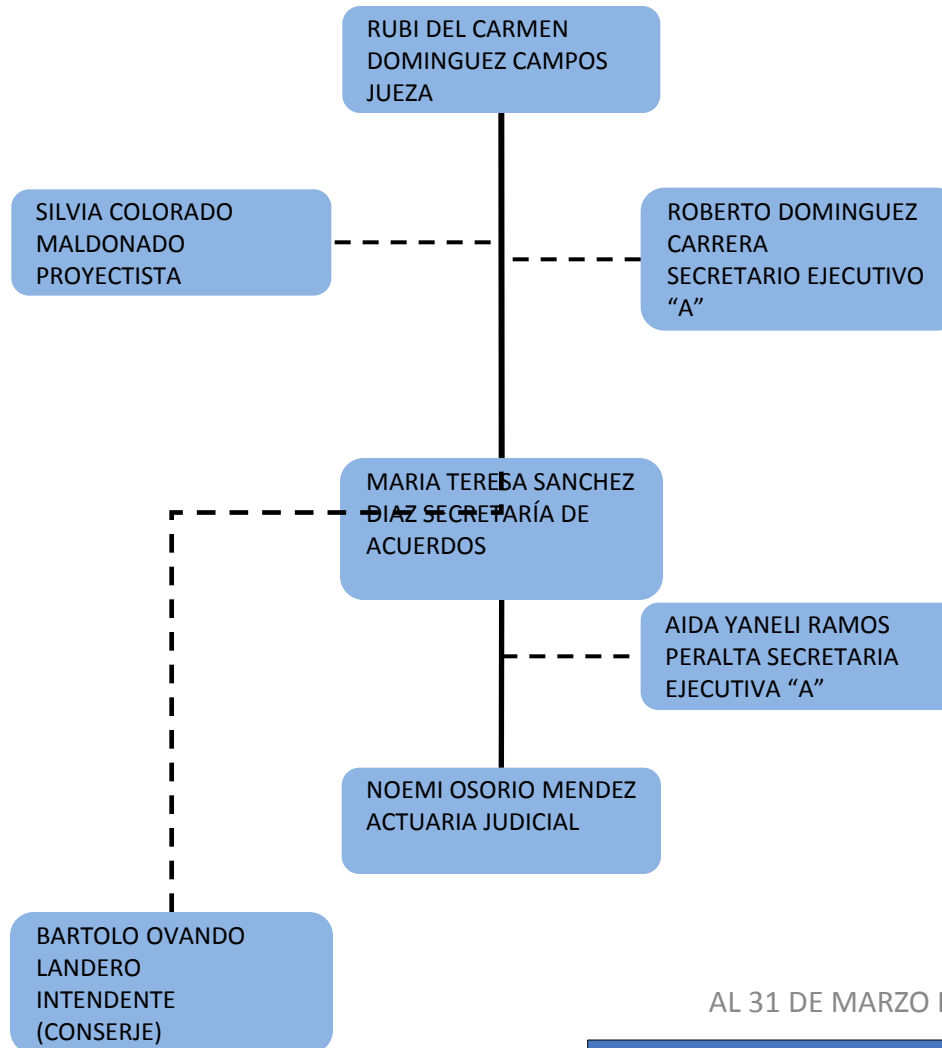 RUBI DEL CARMEN
DOMINGUEZ CAMPOS
JUEZA
SILVIA COLORADO
MALDONADO
PROYECTISTA
ROBERTO DOMINGUEZ
CARRERA
SECRETARIO EJECUTIVO
“A”
MARIA TERESA SANCHEZ
DIAZ SECRETARÍA DE
ACUERDOS
AIDA YANELI RAMOS
PERALTA SECRETARIA
EJECUTIVA “A”
NOEMI OSORIO MENDEZ
ACTUARIA JUDICIAL
BARTOLO OVANDO
LANDERO
INTENDENTE
(CONSERJE)
AL 31 DE MARZO